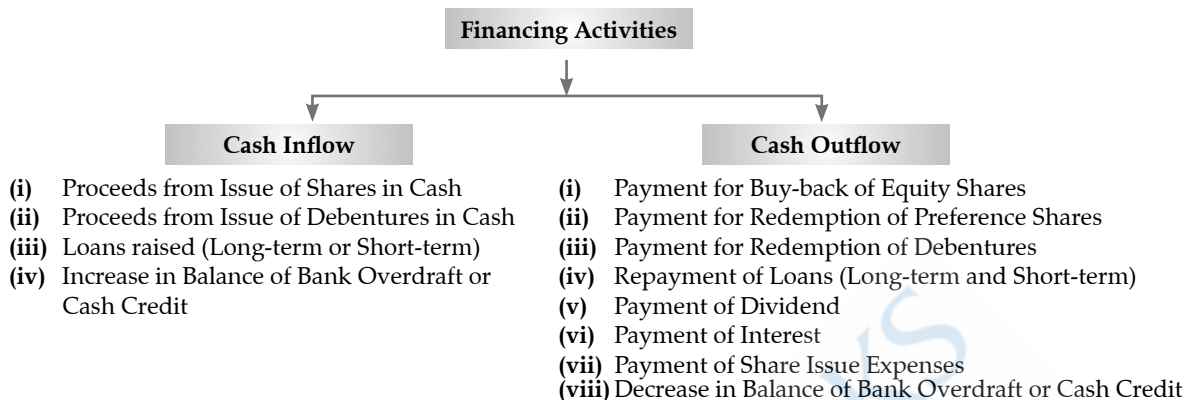 Financing Activities
Cash Inflow
(i) Proceeds from Issue of Shares in Cash
(ii) Proceeds from Issue of Debentures in Cash
(iii) Loans raised (Long-term or Short-term)
(iv) Increase in Balance of Bank Overdraft or
Cash Credit
Cash Outflow
(i) Payment for Buy-back of Equity Shares
(ii) Payment for Redemption of Preference Shares
(iii) Payment for Redemption of Debentures
(iv) Repayment of Loans (Long-term and Short-term)
(v) Payment of Dividend
(vi) Payment of Interest
(vii) Payment of Share Issue Expenses
(viii) Decrease in Balance of Bank Overdraft or Cash Credit